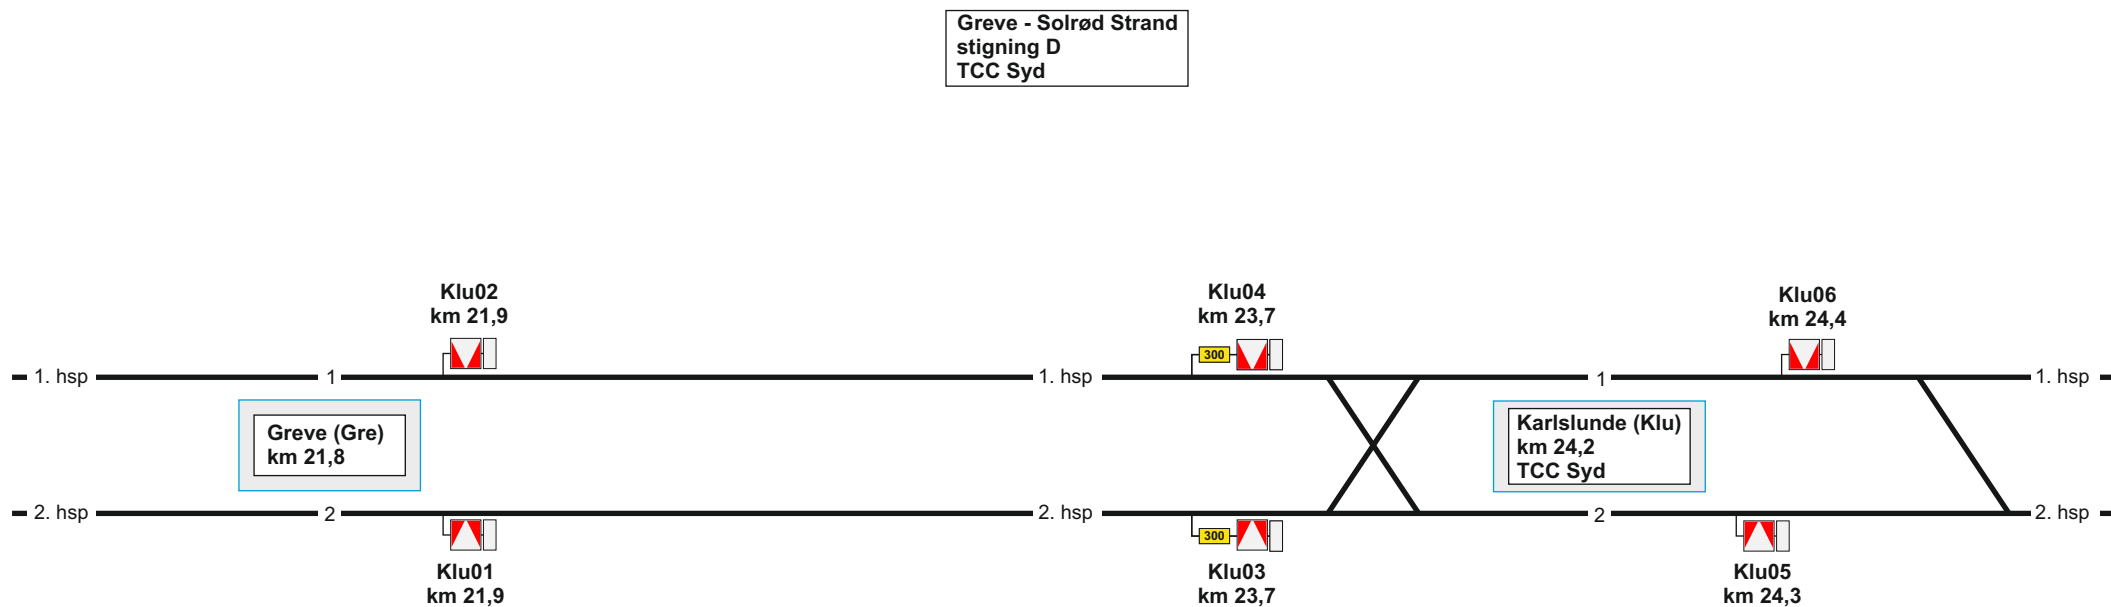 Greve - Solrød Strand
stigning D
TCC Syd
Klu02
km 21,9
Klu04
km 23,7
Klu06
km 24,4
300
1. hsp
1
1. hsp
1
1. hsp
Greve (Gre)
km 21,8
Karlslunde (Klu)
km 24,2
TCC Syd
2. hsp
2
2. hsp
2
2. hsp
300
Klu01
km 21,9
Klu03
km 23,7
Klu05
km 24,3